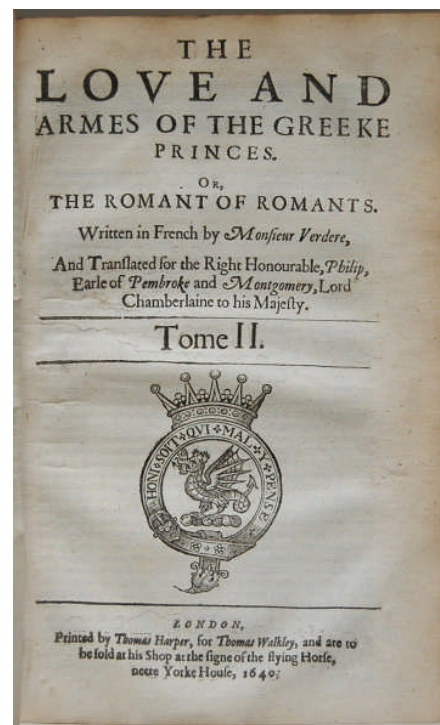 THE
LOVE AND
ARMES OF THE GREEKE
PRINCES.
OR,
THE ROMANT OF ROMANTS.
Written in French by Monſieur Verdere,
And Tranſlated for the Right Honourable, Philip,
Earle of Pembroke and Montgomery, Lord
Chamberlaine to his Majeſty.
Tome II.
HONI·SOIT·QVI·MAL·Y·PENSE
LONDON,
Printed by Thomas Harper, for Thomas Walkley, and are to
be ſold at his Shop at the ſigne of the flying Horſe,
neere Yorke Houſe, 1640.